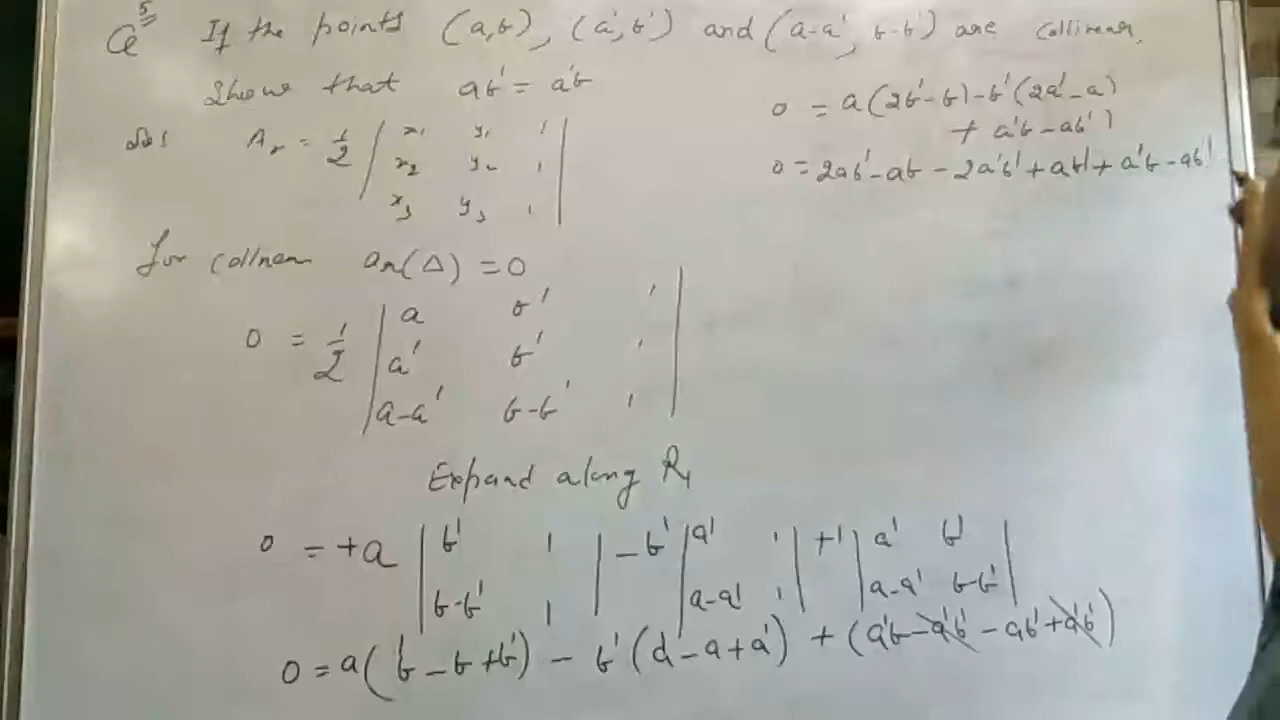 Q5 If the points (a,b), (a',b') and (a-a', b-b') are collinear,
Show that ab' = a'b
Sol Ar = 1/2 | x1 y1 1 |
| x2 y2 1 |
| x3 y3 1 |
for collinear ar(Δ) = 0
0 = 1/2 | a b' 1 |
| a' b' 1 |
| a-a' b-b' 1 |
Expand along R1
0 = +a | b' 1 | - b' | a' 1 | + 1 | a' b' |
| b-b' 1 | | a-a' 1 | | a-a' b-b' |
0 = a(b' - b + b') - b'(a' - a + a') + (a'b - a'b' - ab' + a'b')
0 = a(2b' - b) - b'(2a' - a)
+ a'b - ab')
0 = 2ab' - ab - 2a'b' + ab' + a'b - ab'